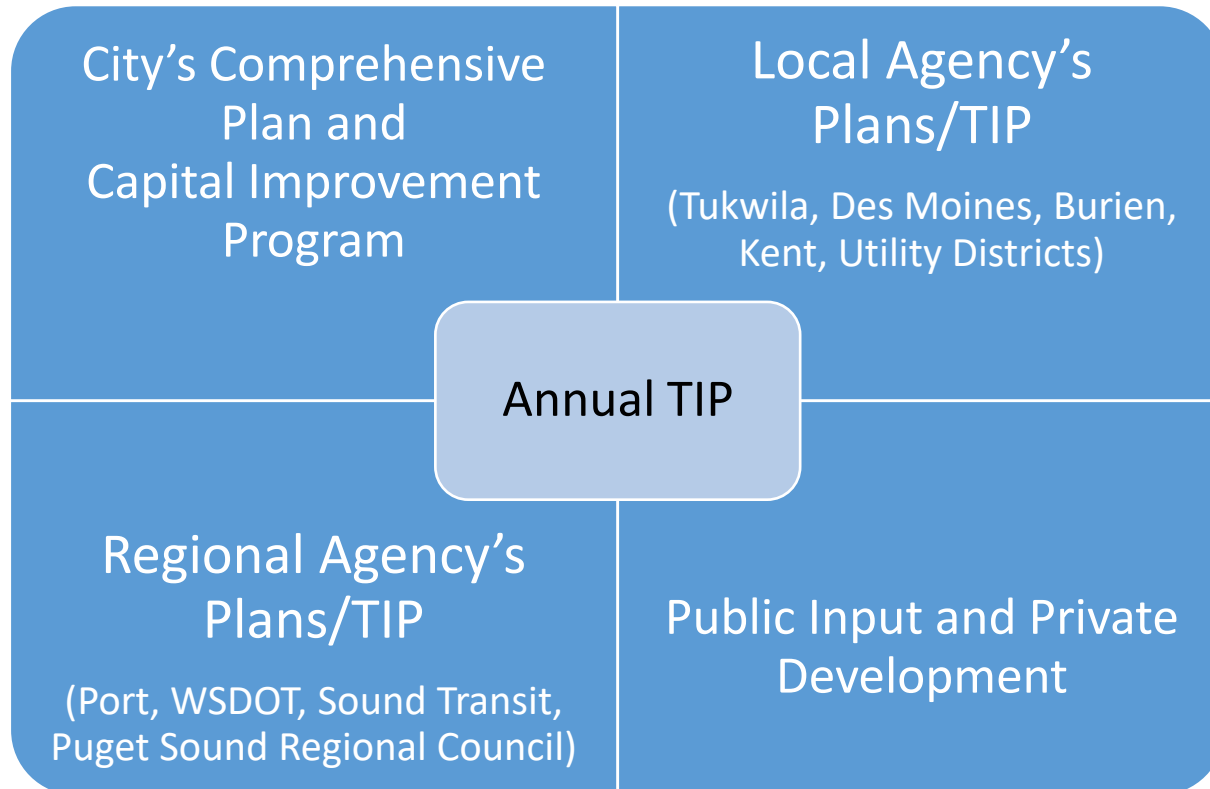 City’s Comprehensive
Plan and
Capital Improvement
Program
Local Agency’s
Plans/TIP
(Tukwila, Des Moines, Burien,
Kent, Utility Districts)
Annual TIP
Regional Agency’s
Plans/TIP
(Port, WSDOT, Sound Transit,
Puget Sound Regional Council)
Public Input and Private
Development